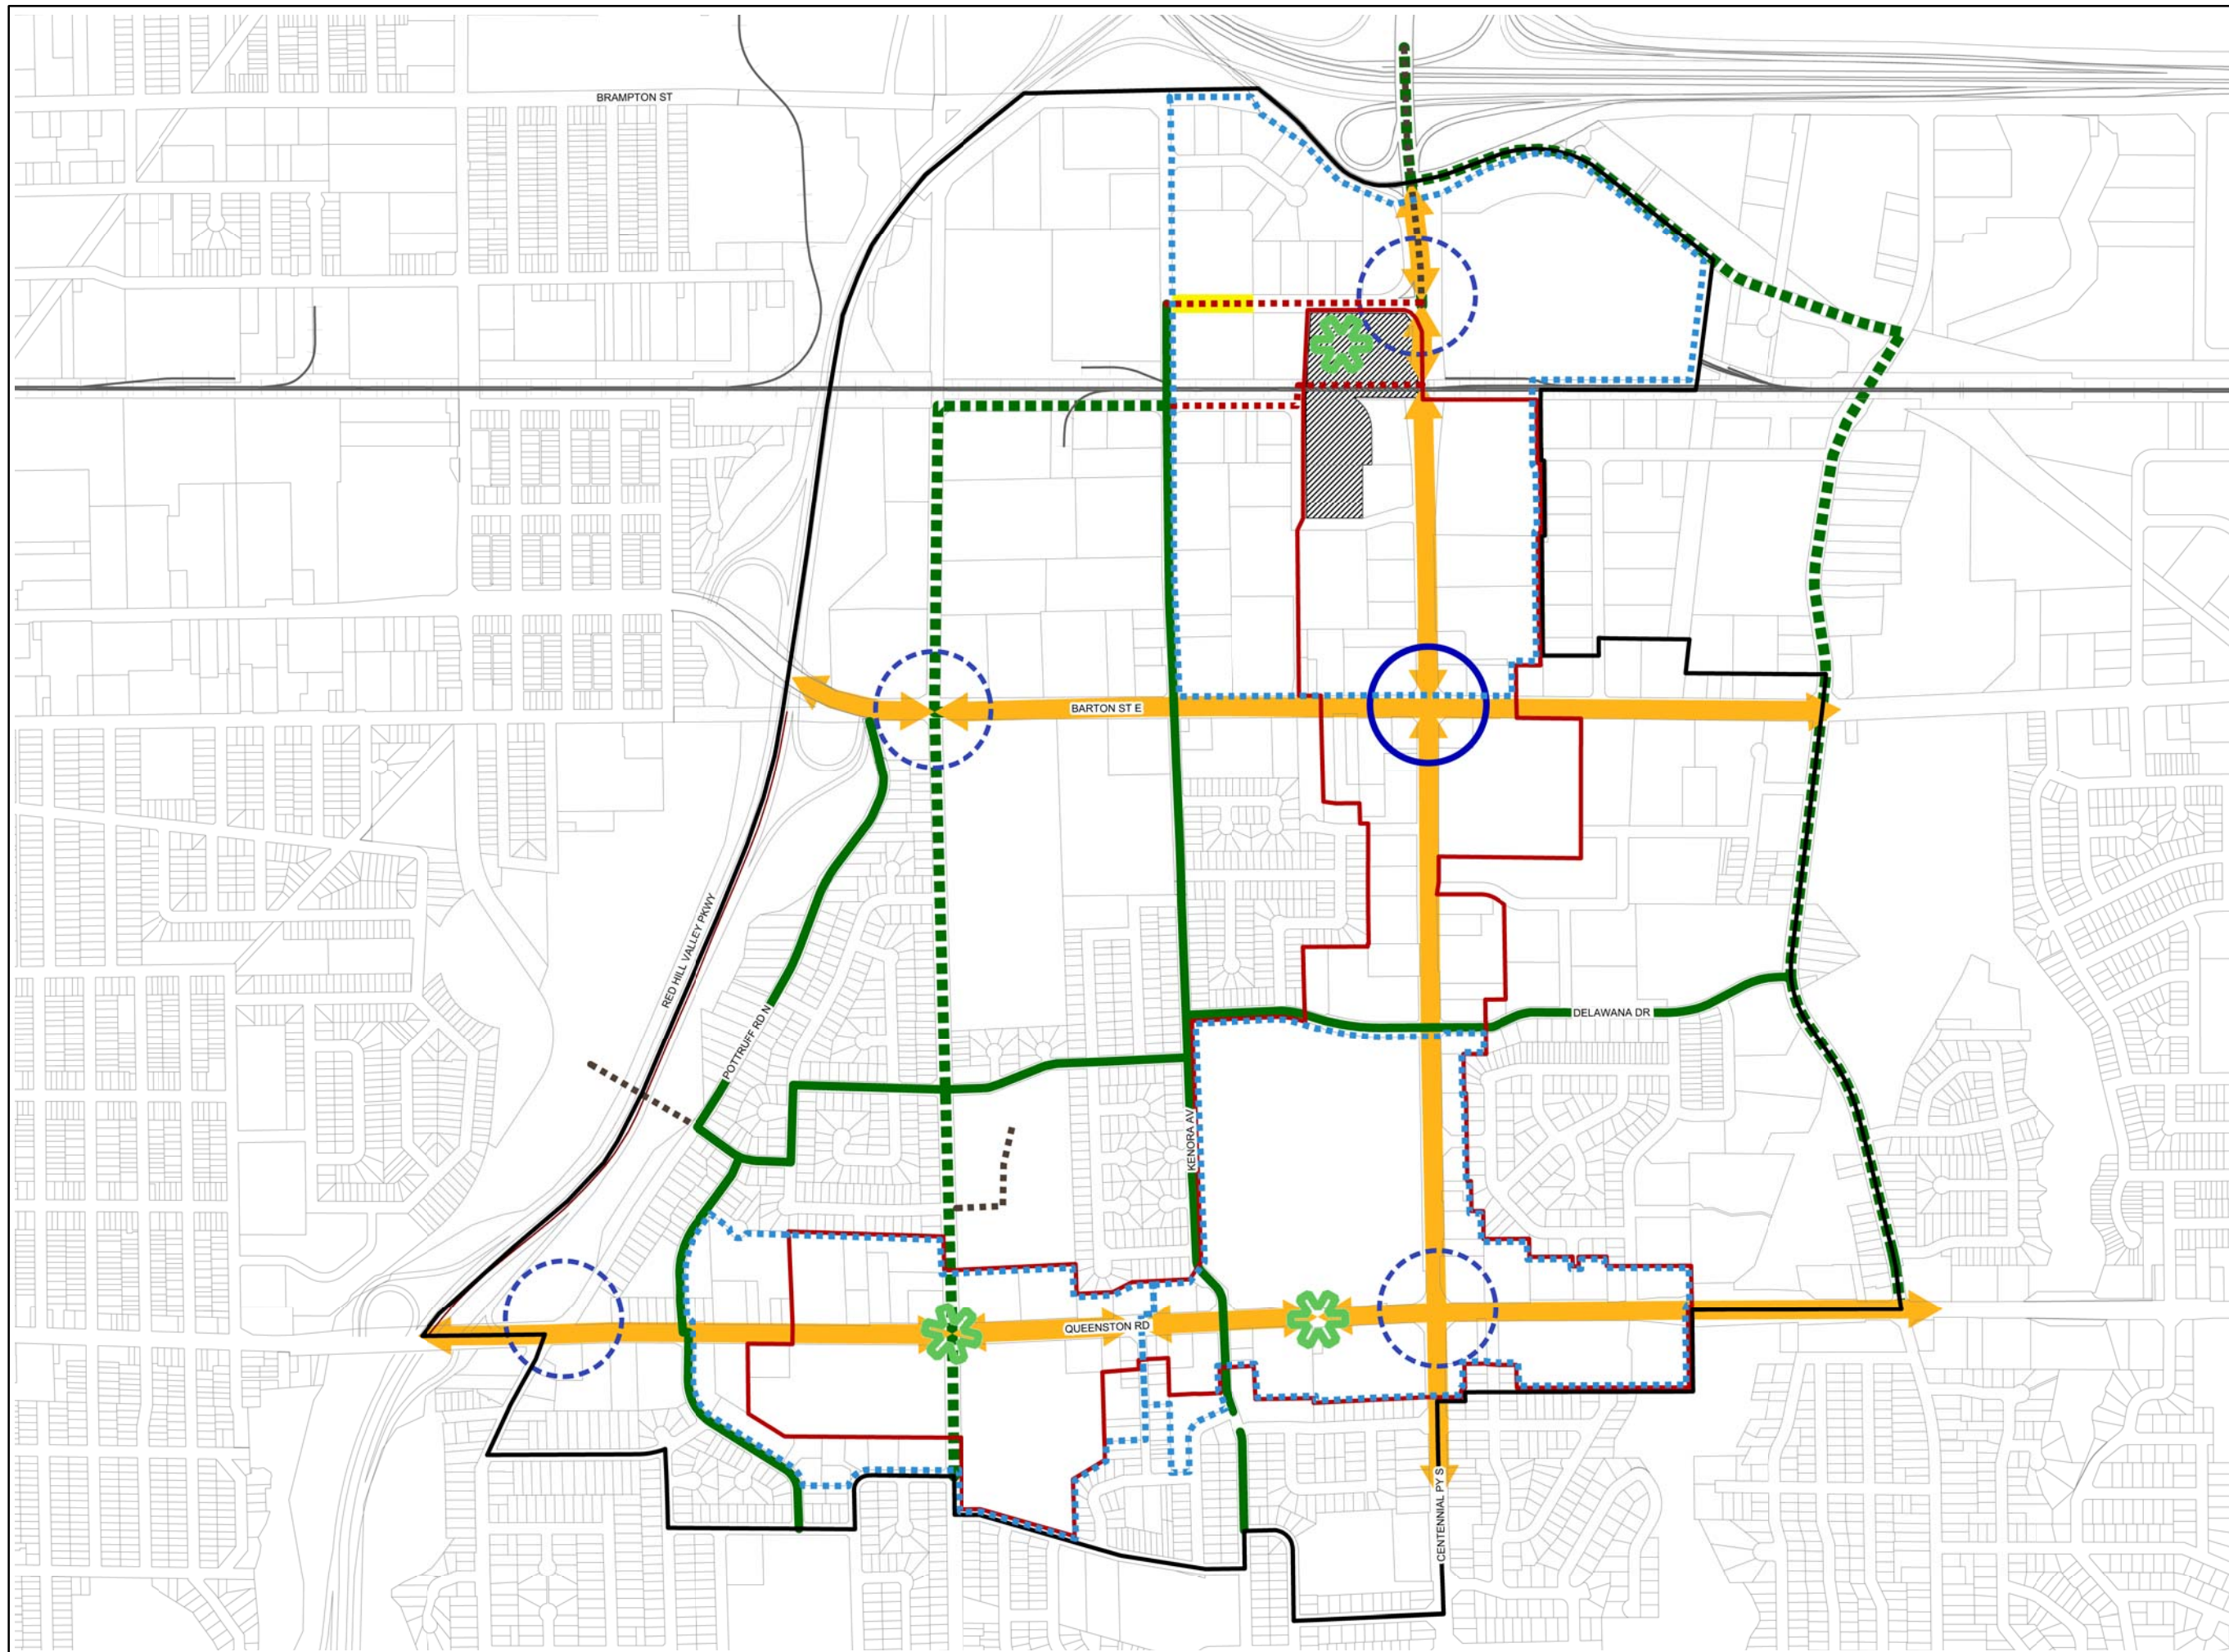 BRAMPTON ST
BARTON ST E
RED HILL VALLEY PKWY
POTTRUFF RD N
DELAWANA DR
KENORA AV
QUEENSTON RD
CENTENNIAL PY S